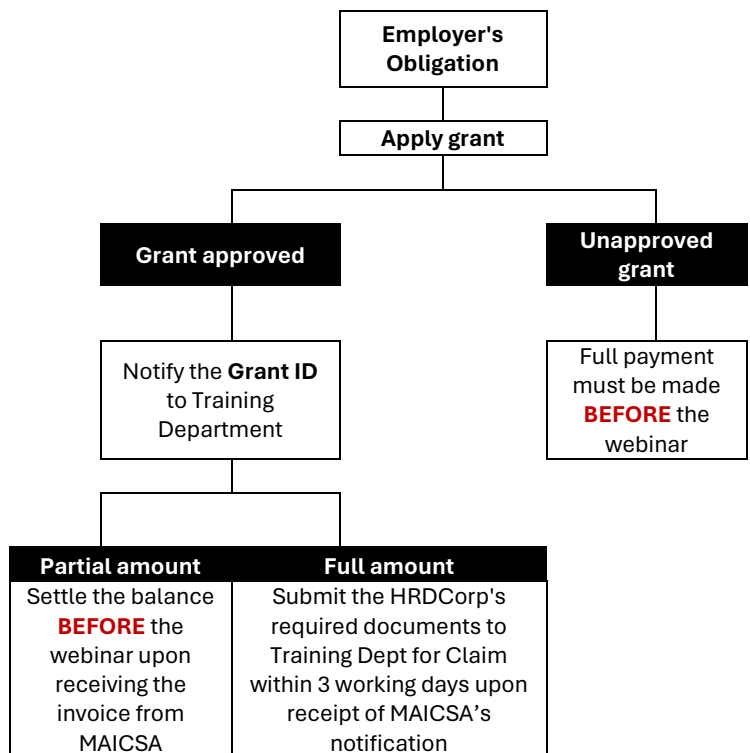 Employer's
Obligation
Apply grant
Grant approved
Unapproved
grant
Notify the Grant ID
to Training
Department
Full payment
must be made
BEFORE the
webinar
Partial amount
Settle the balance
BEFORE the
webinar upon
receiving the
invoice from
MAICSA
Full amount
Submit the HRDCorp's
required documents to
Training Dept for Claim
within 3 working days upon
receipt of MAICSA’s
notification